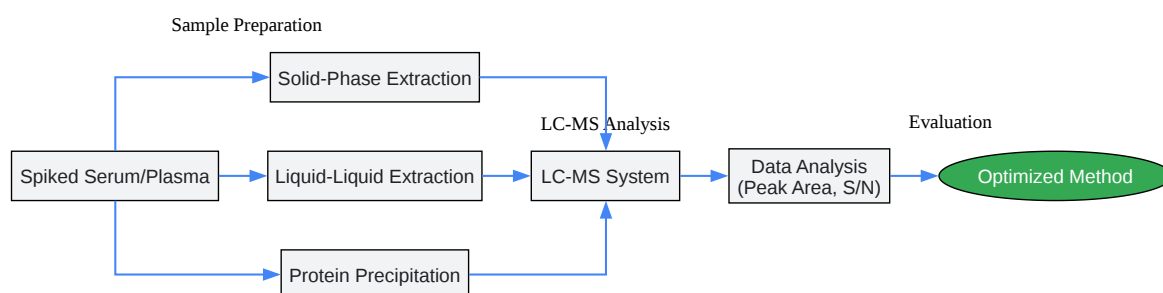 Sample Preparation
Solid-Phase Extraction
LC-MS Analysis
Evaluation
Spiked Serum/Plasma
Liquid-Liquid Extraction
LC-MS System
Data Analysis
(Peak Area, S/N)
Optimized Method
Protein Precipitation